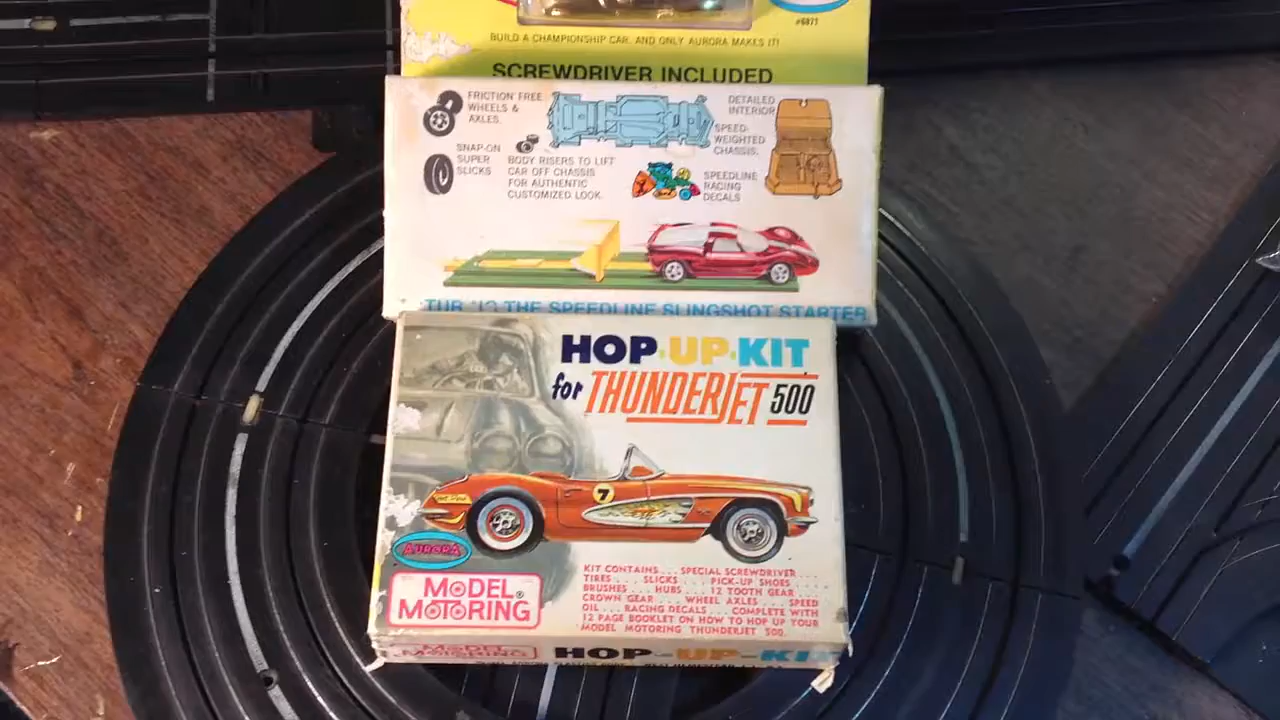 #6871
BUILD A CHAMPIONSHIP CAR, AND ONLY AURORA MAKES IT!
SCREWDRIVER INCLUDED
FRICTION FREE
WHEELS &
AXLES.
DETAILED
INTERIOR
SPEED-
WEIGHTED
CHASSIS.
SNAP-ON
SUPER
SLICKS
BODY RISERS TO LIFT
CAR OFF CHASSIS
FOR AUTHENTIC
CUSTOMIZED LOOK.
SPEEDLINE
RACING
DECALS
THE SPEEDLINE SLINGSHOT STARTER
HOP-UP-KIT
for THUNDERJET 500
7
AURORA
MODEL®
MOTORING
KIT CONTAINS... SPECIAL SCREWDRIVER
TIRES.... SLICKS.... PICK-UP SHOES....
BRUSHES... HUBS... 12 TOOTH GEAR...
CROWN GEAR... WHEEL AXLES... SPEED
OIL... RACING DECALS... COMPLETE WITH
12 PAGE BOOKLET ON HOW TO HOP UP YOUR
MODEL MOTORING THUNDERJET 500.
MODEL
MOTORING
HOP-UP-KIT